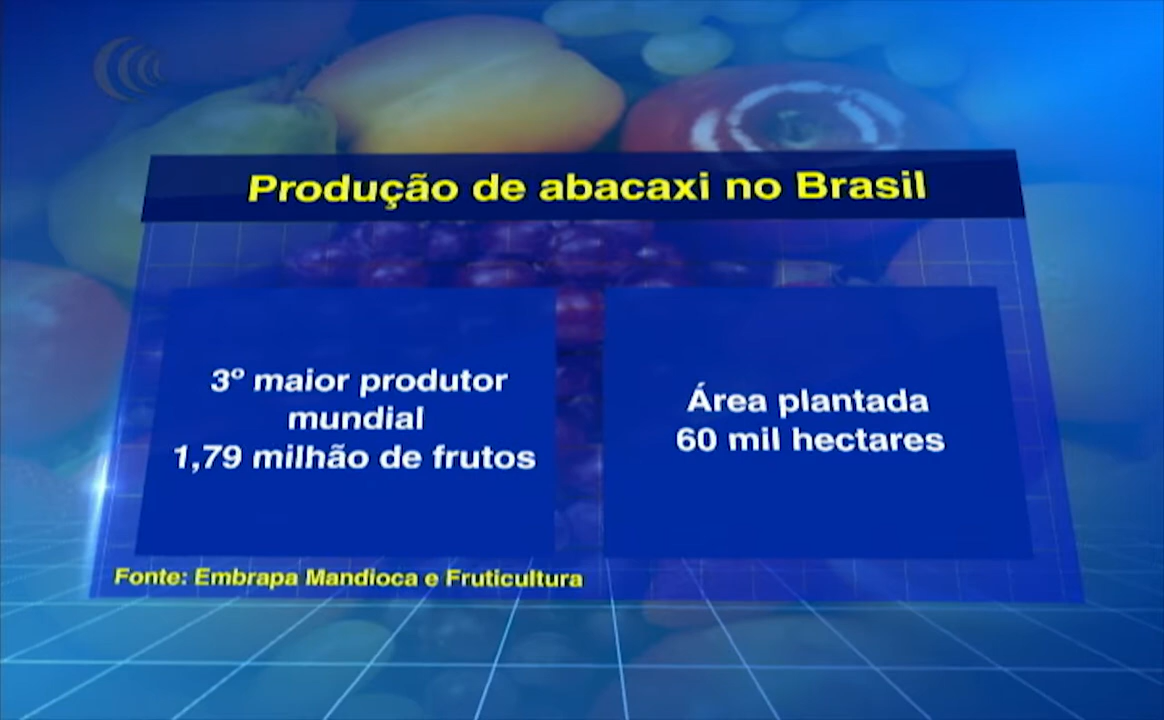 Produção de abacaxi no Brasil
3º maior produtor
mundial
1,79 milhão de frutos
Área plantada
60 mil hectares
Fonte: Embrapa Mandioca e Fruticultura